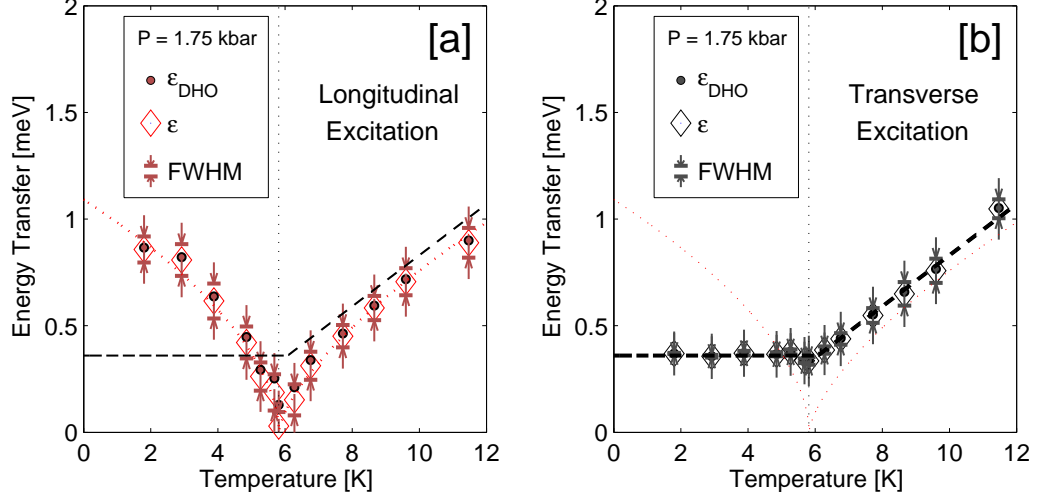 [a]
P = 1.75 kbar
εDHO
ε
FWHM
Longitudinal
Excitation
Energy Transfer [meV]
2
1.5
1
0.5
0
0 2 4 6 8 10 12
Temperature [K]
[b]
P = 1.75 kbar
εDHO
ε
FWHM
Transverse
Excitation
Energy Transfer [meV]
2
1.5
1
0.5
0
0 2 4 6 8 10 12
Temperature [K]